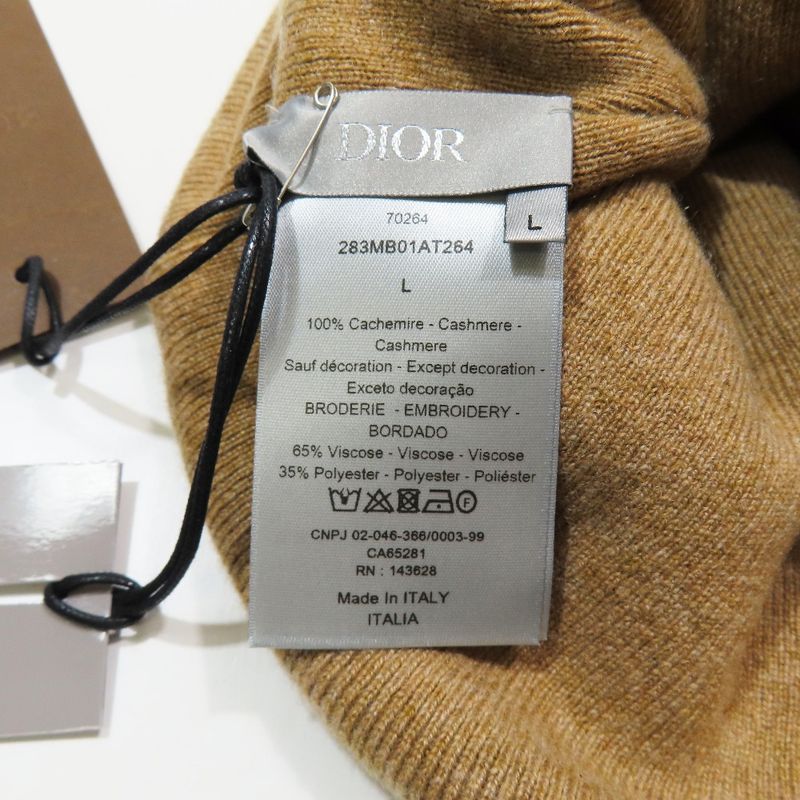 DIOR
L
70264
283MB01AT264
L
100% Cachemire - Cashmere -
Cashmere
Sauf décoration - Except decoration -
Exceto decoração
BRODERIE - EMBROIDERY -
BORDADO
65% Viscose - Viscose - Viscose
35% Polyester - Polyester - Poliéster
F
CNPJ 02-046-366/0003-99
CA65281
RN : 143628
Made In ITALY
ITALIA